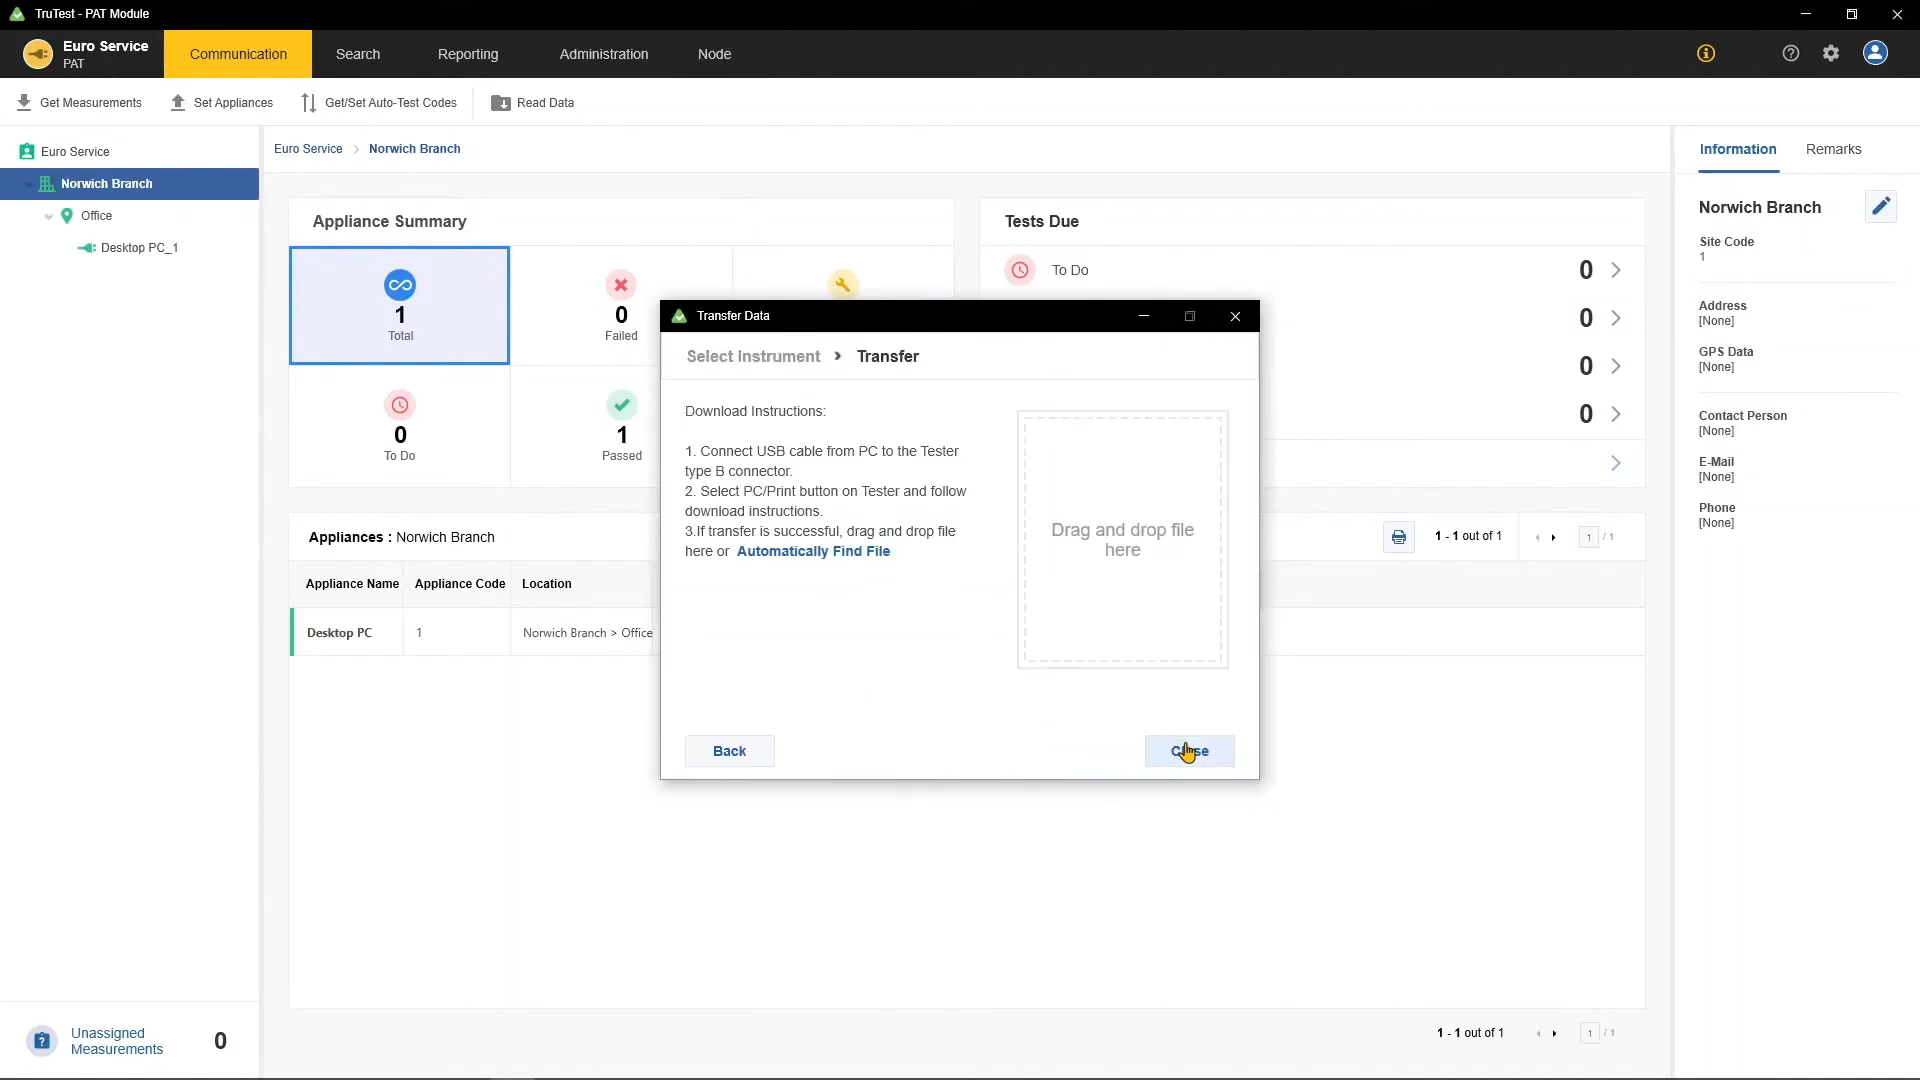 TruTest - PAT Module
Euro Service
PAT
Communication
Search
Reporting
Administration
Node
Get Measurements
Set Appliances
Get/Set Auto-Test Codes
Read Data
Euro Service
Norwich Branch
Office
Desktop PC_1
Unassigned
Measurements
0
Euro Service > Norwich Branch
Appliance Summary
1
Total
0
Failed
0
To Do
1
Passed
Tests Due
To Do
0
0
0
0
Appliances : Norwich Branch
1 - 1 out of 1
1 / 1
Appliance Name
Appliance Code
Location
Desktop PC
1
Norwich Branch > Office
1 - 1 out of 1
1 / 1
Transfer Data
Select Instrument > Transfer
Download Instructions:
1. Connect USB cable from PC to the Tester
type B connector.
2. Select PC/Print button on Tester and follow
download instructions.
3.If transfer is successful, drag and drop file
here or Automatically Find File
Drag and drop file
here
Back
Close
Information
Remarks
Norwich Branch
Site Code
1
Address
[None]
GPS Data
[None]
Contact Person
[None]
E-Mail
[None]
Phone
[None]